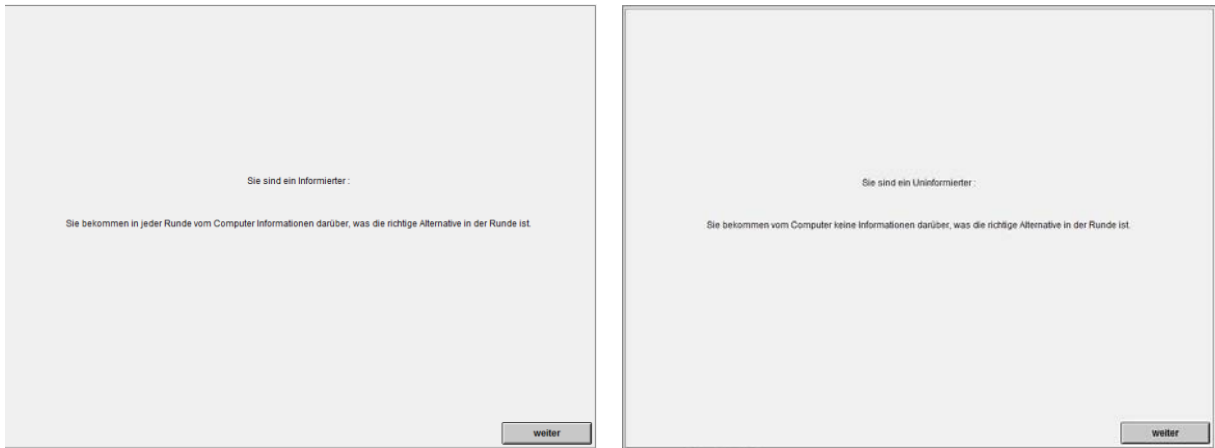 Sie sind ein Informierter :
Sie bekommen in jeder Runde vom Computer Informationen darüber, was die richtige Alternative in der Runde ist.
weiter
Sie sind ein Uninformierter :
Sie bekommen vom Computer keine Informationen darüber, was die richtige Alternative in der Runde ist.
weiter